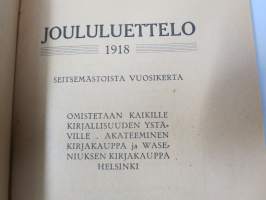 JOULULUETTELO
1918
SEITSEMÄSTOISTA VUOSIKERTA
OMISTETAAN KAIKILLE
KIRJALLISUUDEN YSTÄ-
VILLE . AKATEEMINEN
KIRJAKAUPPA ja WASE-
NIUKSEN KIRJAKAUPPA
HELSINKI